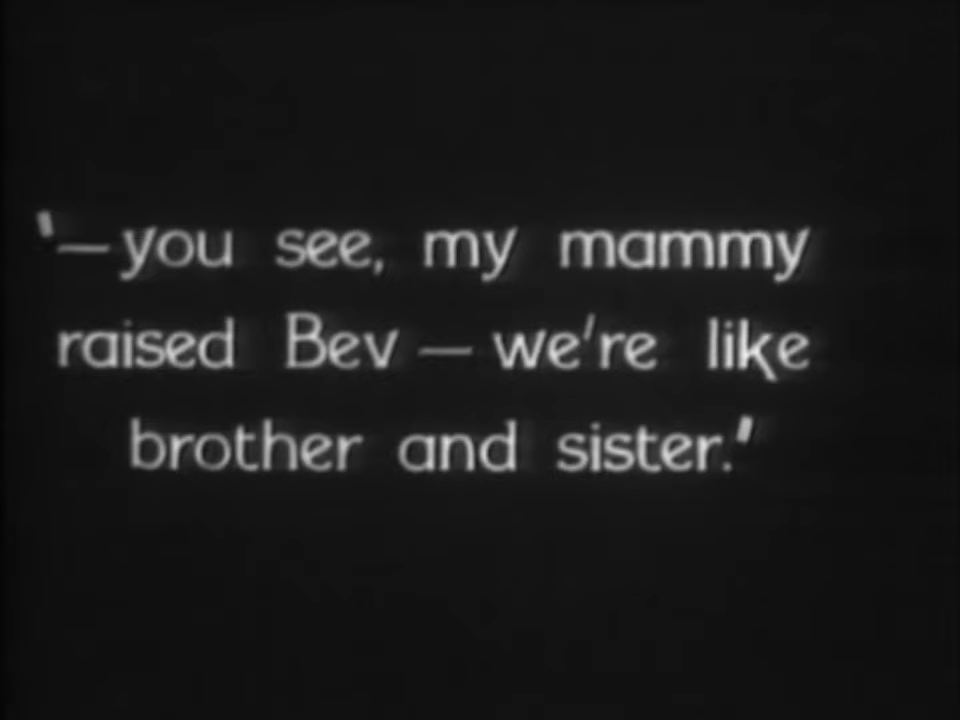 '—you see, my mammy
raised Bev — we're like
brother and sister.'